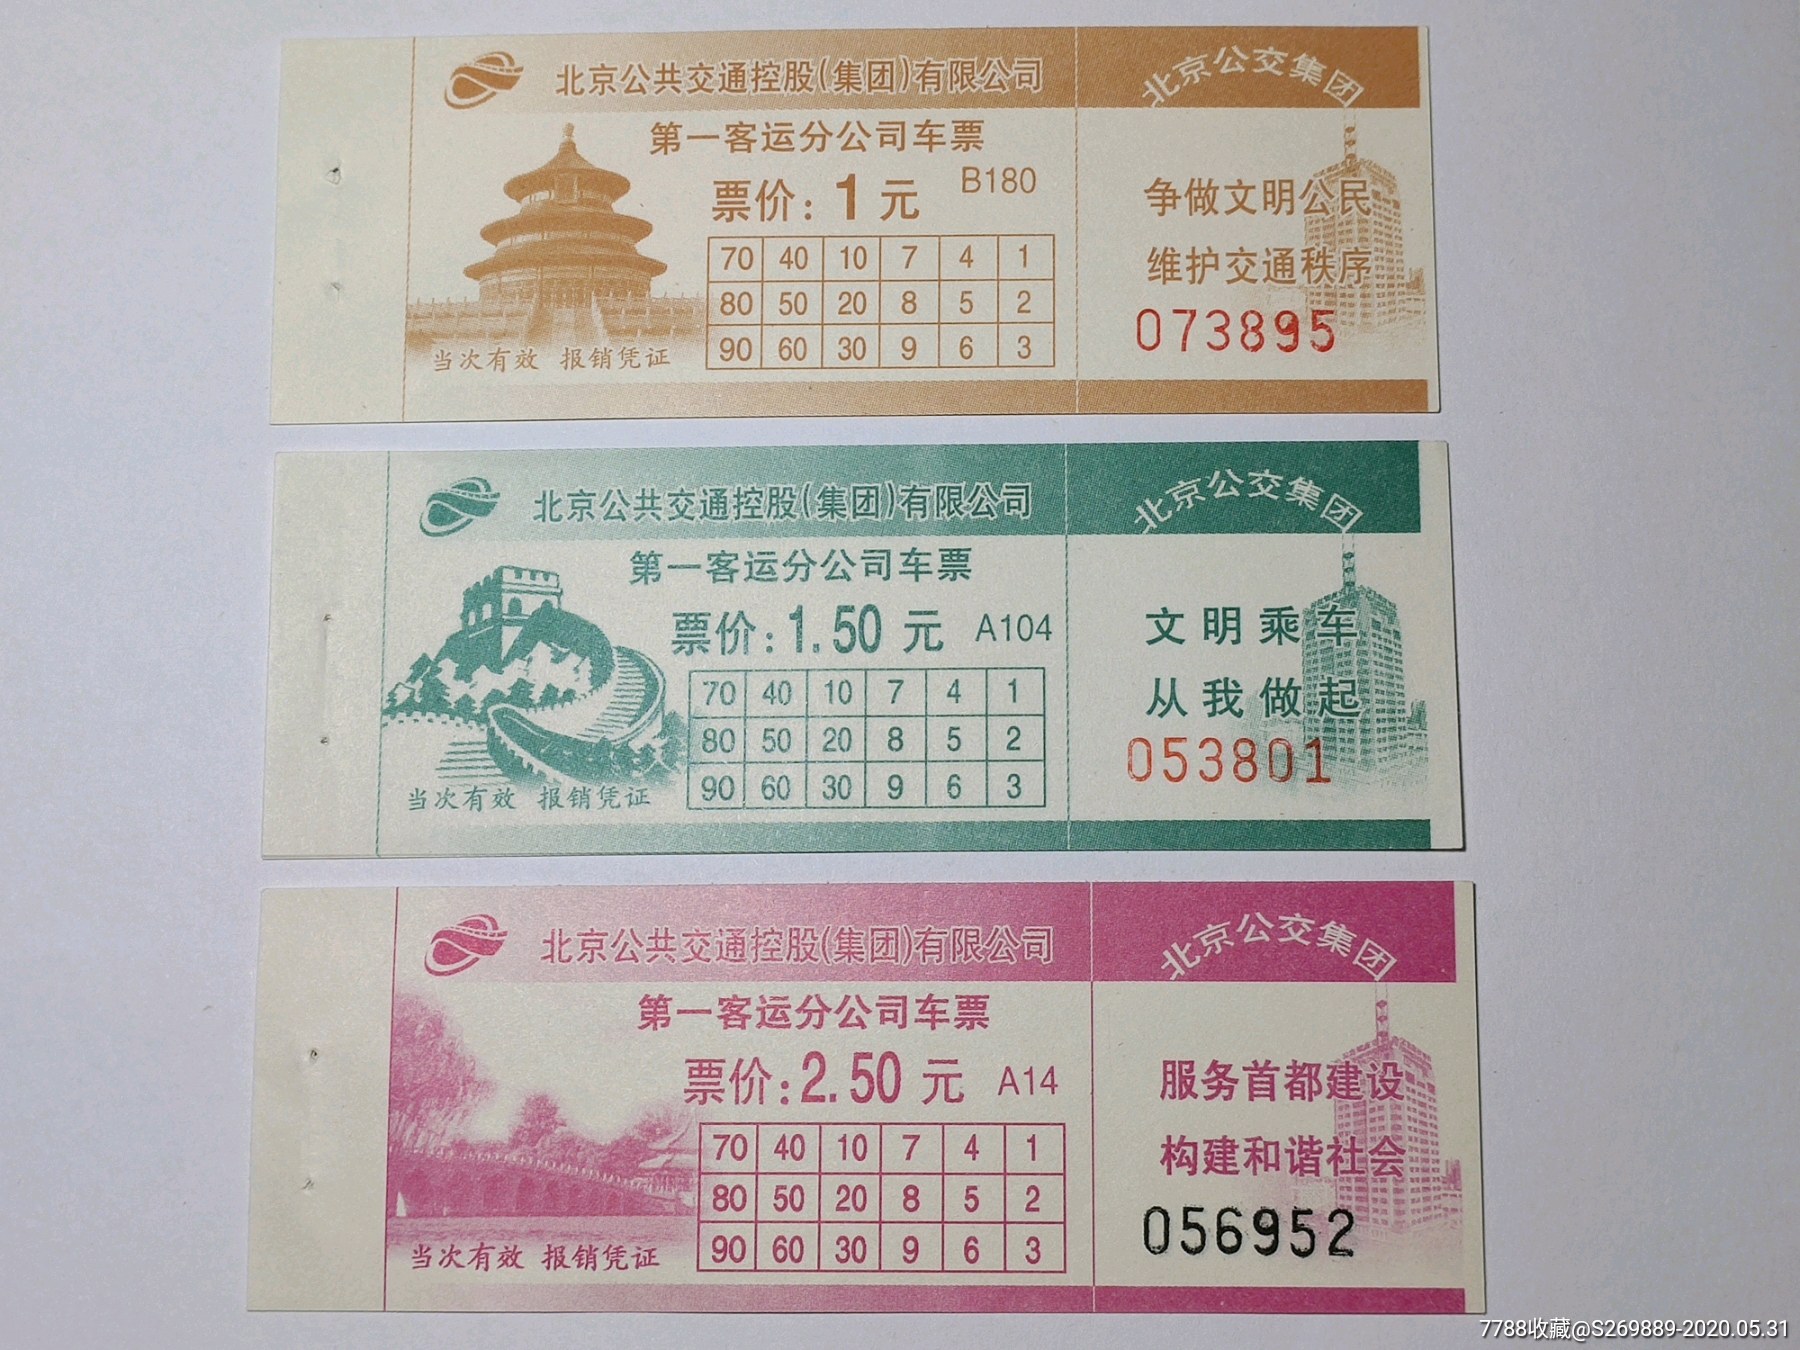 北京公共交通控股(集团)有限公司
北京公交集团
第一客运分公司车票
票价: 1 元 B180
70 40 10 7 4 1
80 50 20 8 5 2
90 60 30 9 6 3
当次有效 报销凭证
争做文明公民
维护交通秩序
073895
北京公共交通控股(集团)有限公司
北京公交集团
第一客运分公司车票
票价: 1.50 元 A104
70 40 10 7 4 1
80 50 20 8 5 2
90 60 30 9 6 3
当次有效 报销凭证
文明乘车
从我做起
053801
北京公共交通控股(集团)有限公司
北京公交集团
第一客运分公司车票
票价: 2.50 元 A14
70 40 10 7 4 1
80 50 20 8 5 2
90 60 30 9 6 3
当次有效 报销凭证
服务首都建设
构建和谐社会
056952
7788收藏@S269889-2020.05.31